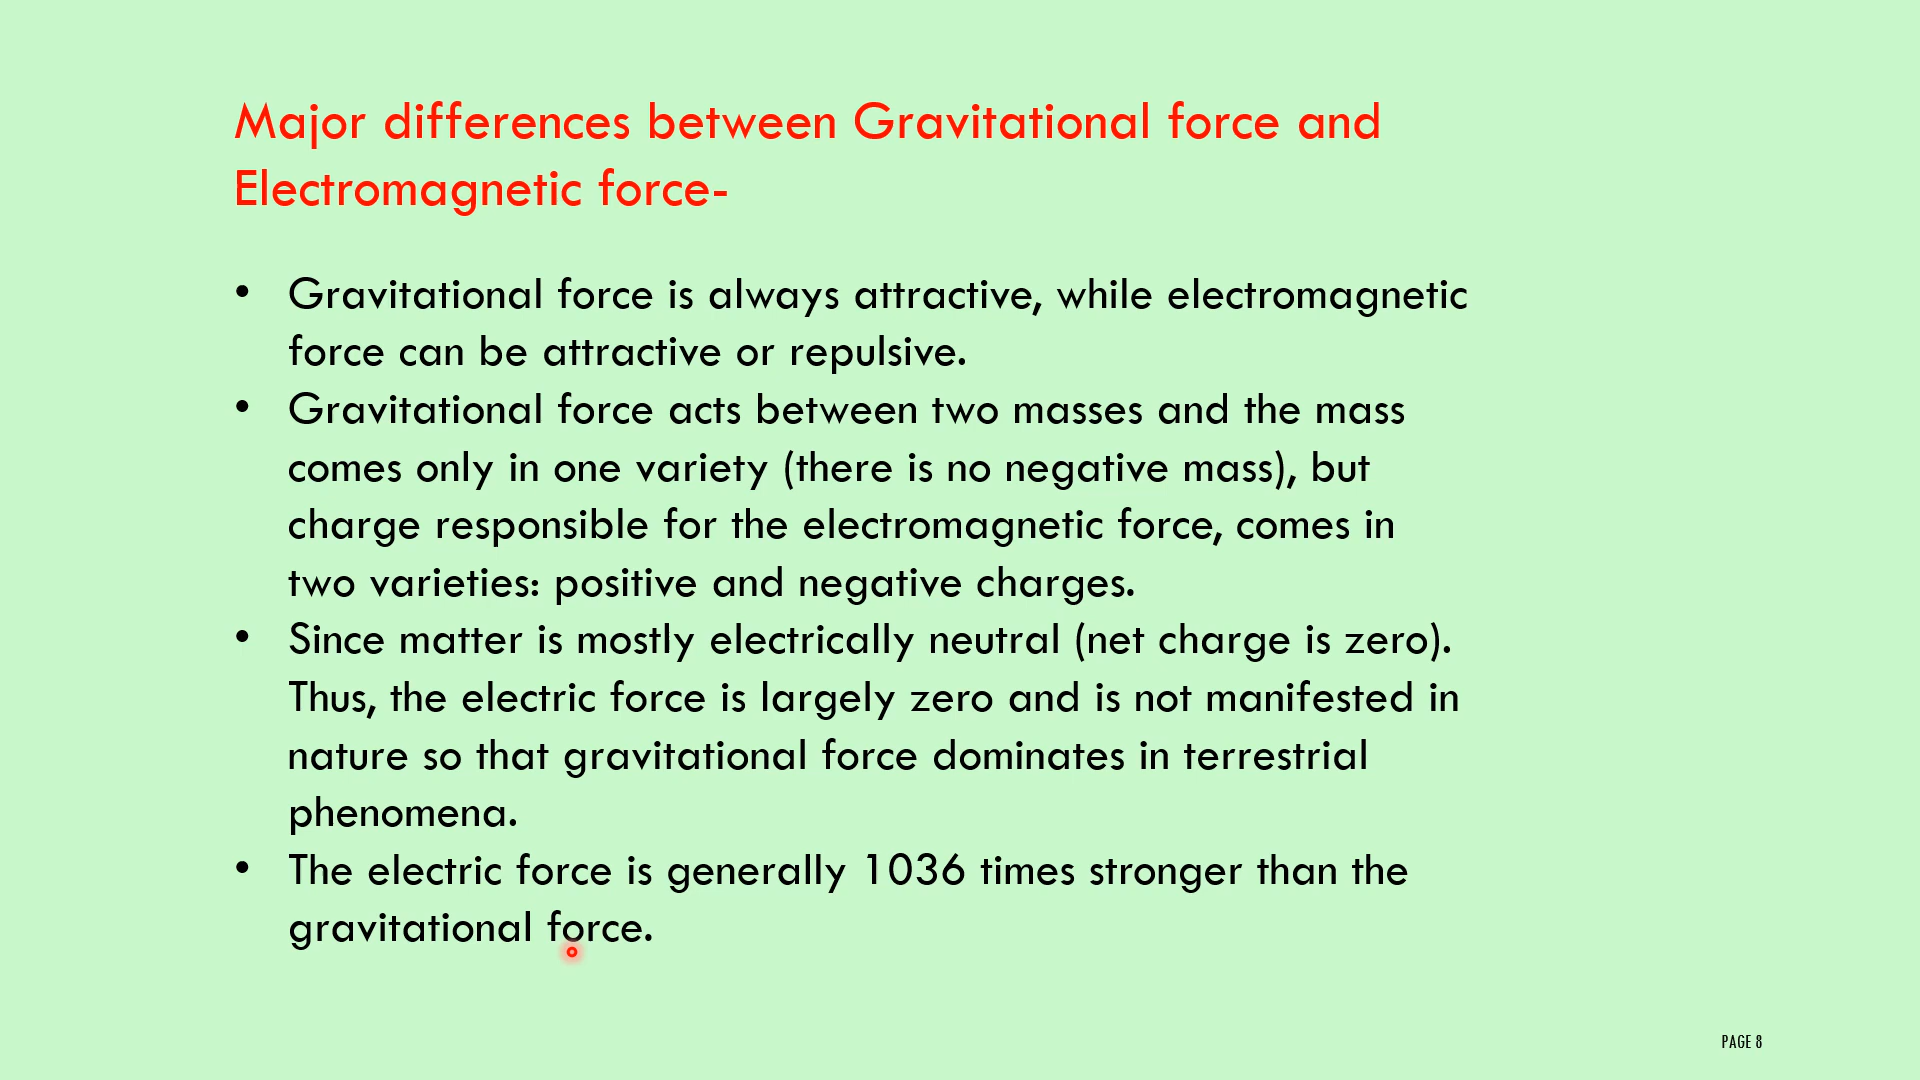 Major differences between Gravitational force and
Electromagnetic force-
• Gravitational force is always attractive, while electromagnetic
force can be attractive or repulsive.
• Gravitational force acts between two masses and the mass
comes only in one variety (there is no negative mass), but
charge responsible for the electromagnetic force, comes in
two varieties: positive and negative charges.
• Since matter is mostly electrically neutral (net charge is zero).
Thus, the electric force is largely zero and is not manifested in
nature so that gravitational force dominates in terrestrial
phenomena.
• The electric force is generally 1036 times stronger than the
gravitational force.
PAGE 8